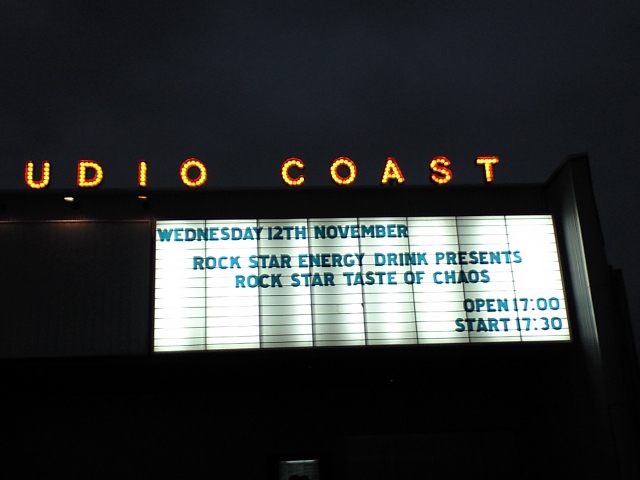 UDIO COAST
WEDNESDAY 12TH NOVEMBER
ROCK STAR ENERGY DRINK PRESENTS
ROCK STAR TASTE OF CHAOS
OPEN 17:00
START 17:30